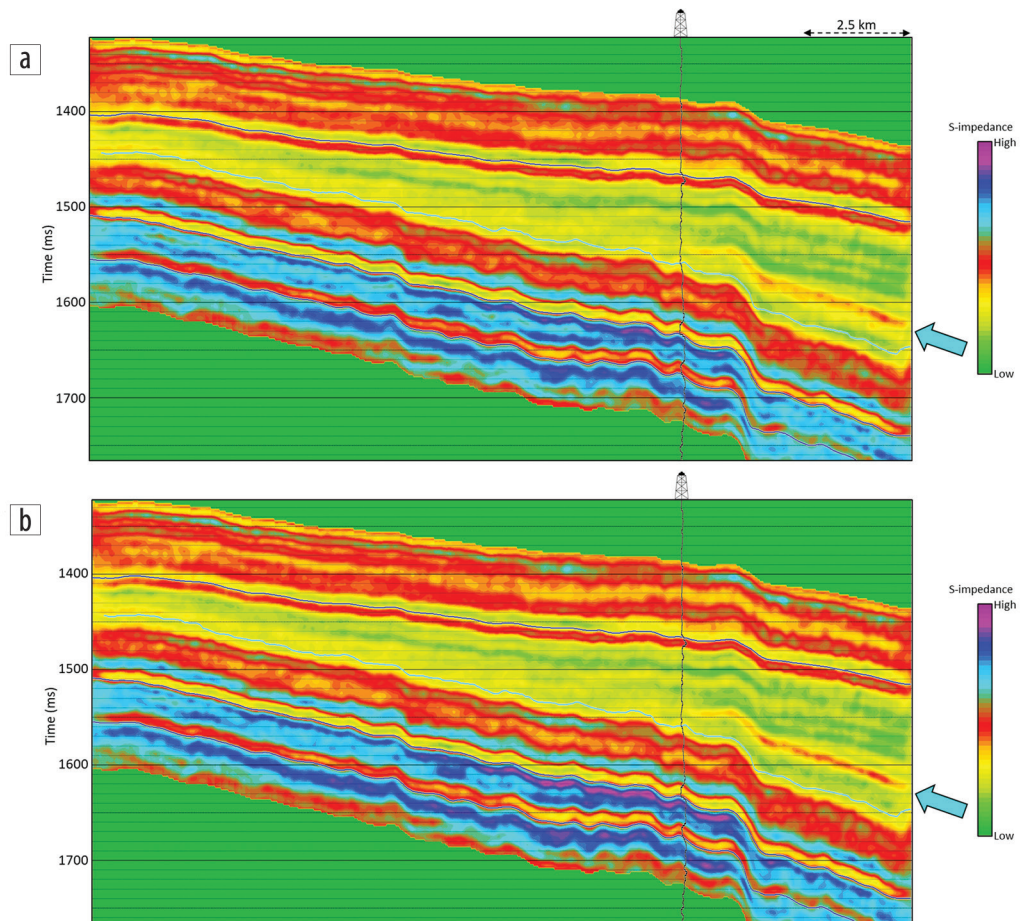 2.5 km
a
1400
S-impedance
High
1500
Time (ms)
1600
Low
1700
b
1400
S-impedance
High
1500
Time (ms)
1600
Low
1700